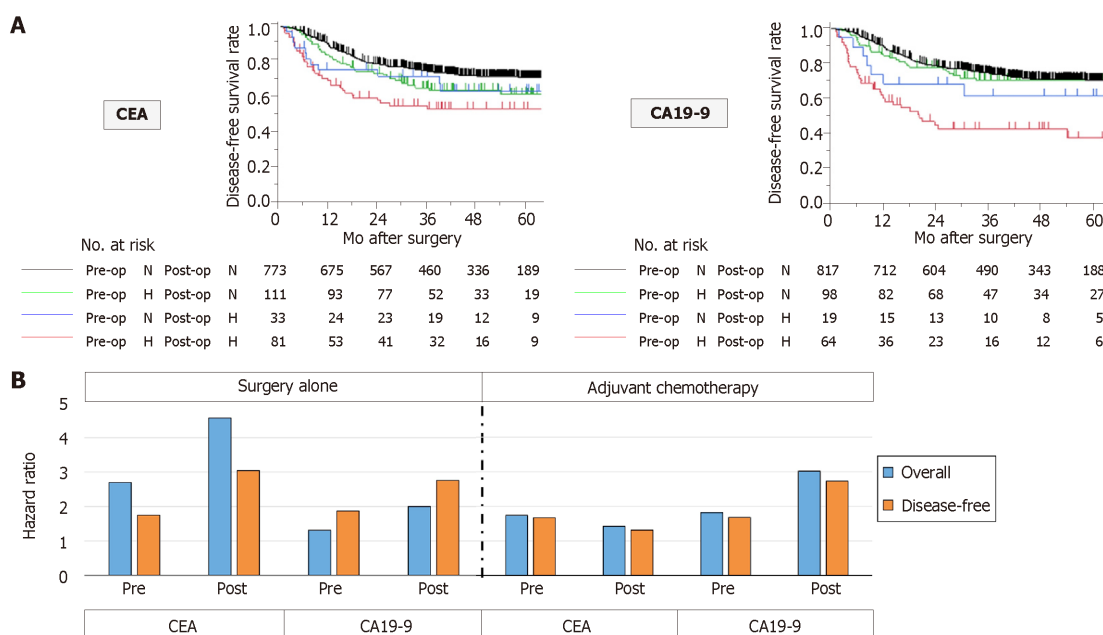 A
Disease-free survival rate
1.0
0.8
0.6
0.4
0.2
0.0
0 12 24 36 48 60
Mo after surgery
CEA
No. at risk
Pre-op N Post-op N 773 675 567 460 336 189
Pre-op H Post-op N 111 93 77 52 33 19
Pre-op N Post-op H 33 24 23 19 12 9
Pre-op H Post-op H 81 53 41 32 16 9
Disease-free survival rate
1.0
0.8
0.6
0.4
0.2
0.0
0 12 24 36 48 60
Mo after surgery
CA19-9
No. at risk
Pre-op N Post-op N 817 712 604 490 343 188
Pre-op H Post-op N 98 82 68 47 34 27
Pre-op N Post-op H 19 15 13 10 8 5
Pre-op H Post-op H 64 36 23 16 12 6
B
Surgery alone Adjuvant chemotherapy
Hazard ratio
5
4
3
2
1
0
Pre Post Pre Post Pre Post Pre Post
CEA CA19-9 CEA CA19-9
Overall
Disease-free